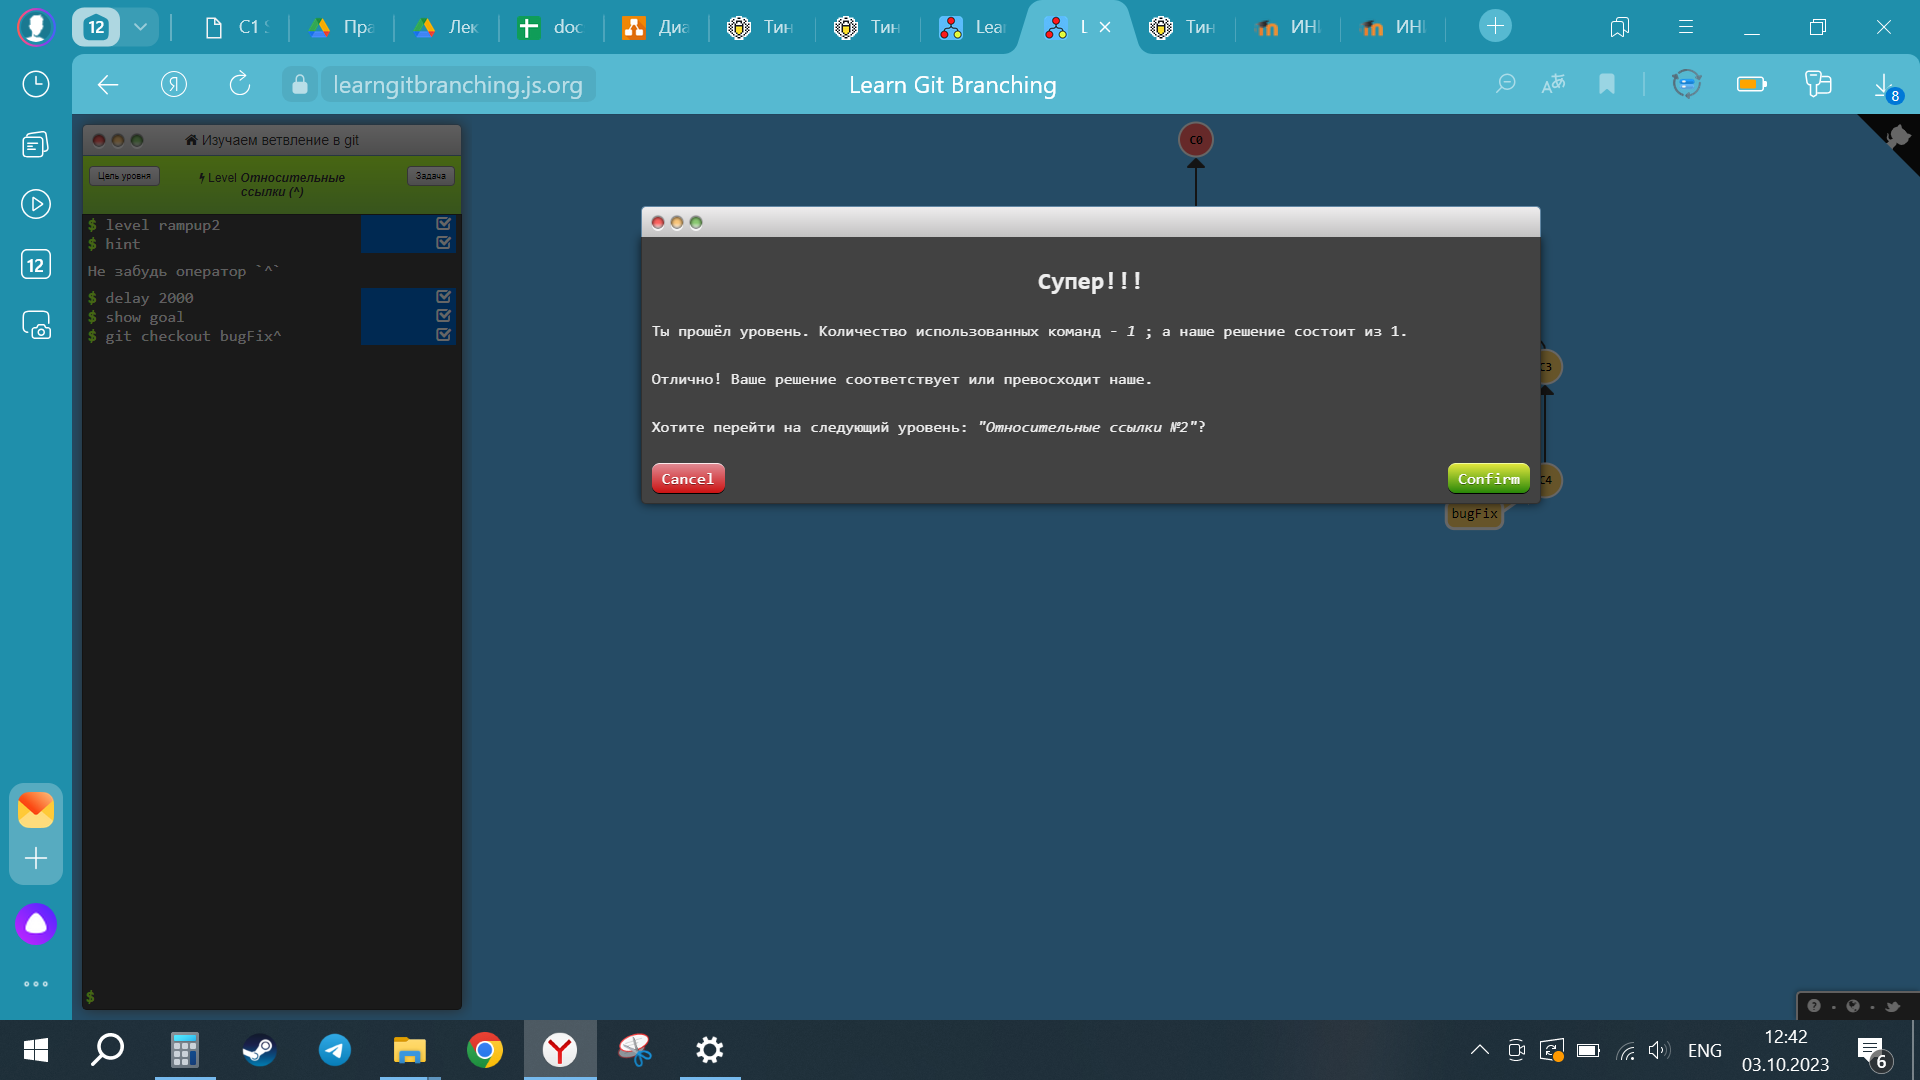 12
С1 S
Пра
Лек
doc
Диа
Тин
Тин
Lear
L
Тин
ИНИ
ИНИ
Я
learngitbranching.js.org
Learn Git Branching
8
12
Изучаем ветвление в git
Цель уровня
Level Относительные
ссылки (^)
Задача
$ level rampup2
$ hint
Не забудь оператор `^`
$ delay 2000
$ show goal
$ git checkout bugFix^
$
C0
Супер!!!
Ты прошёл уровень. Количество использованных команд - 1 ; а наше решение состоит из 1.
Отлично! Ваше решение соответствует или превосходит наше.
Хотите перейти на следующий уровень: "Относительные ссылки №2"?
Cancel
Confirm
C3
C4
bugFix
ENG
12:42
03.10.2023
6